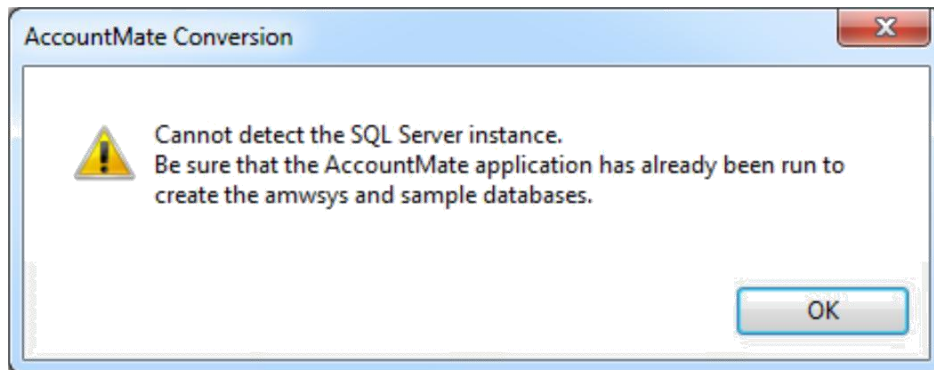 AccountMate Conversion
Cannot detect the SQL Server instance.
Be sure that the AccountMate application has already been run to
create the amwsys and sample databases.
OK